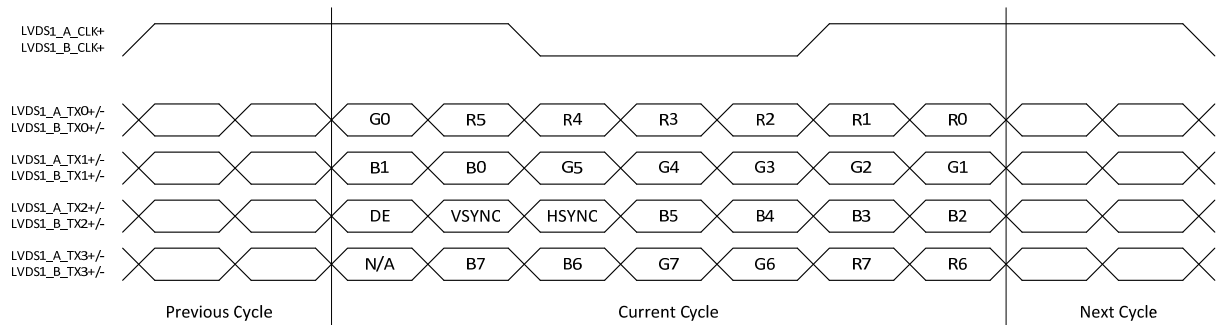 LVDS1_A_CLK+
LVDS1_B_CLK+
LVDS1_A_TX0+/-
LVDS1_B_TX0+/-
G0 R5 R4 R3 R2 R1 R0
LVDS1_A_TX1+/-
LVDS1_B_TX1+/-
B1 B0 G5 G4 G3 G2 G1
LVDS1_A_TX2+/-
LVDS1_B_TX2+/-
DE VSYNC HSYNC B5 B4 B3 B2
LVDS1_A_TX3+/-
LVDS1_B_TX3+/-
N/A B7 B6 G7 G6 R7 R6
Previous Cycle Current Cycle Next Cycle